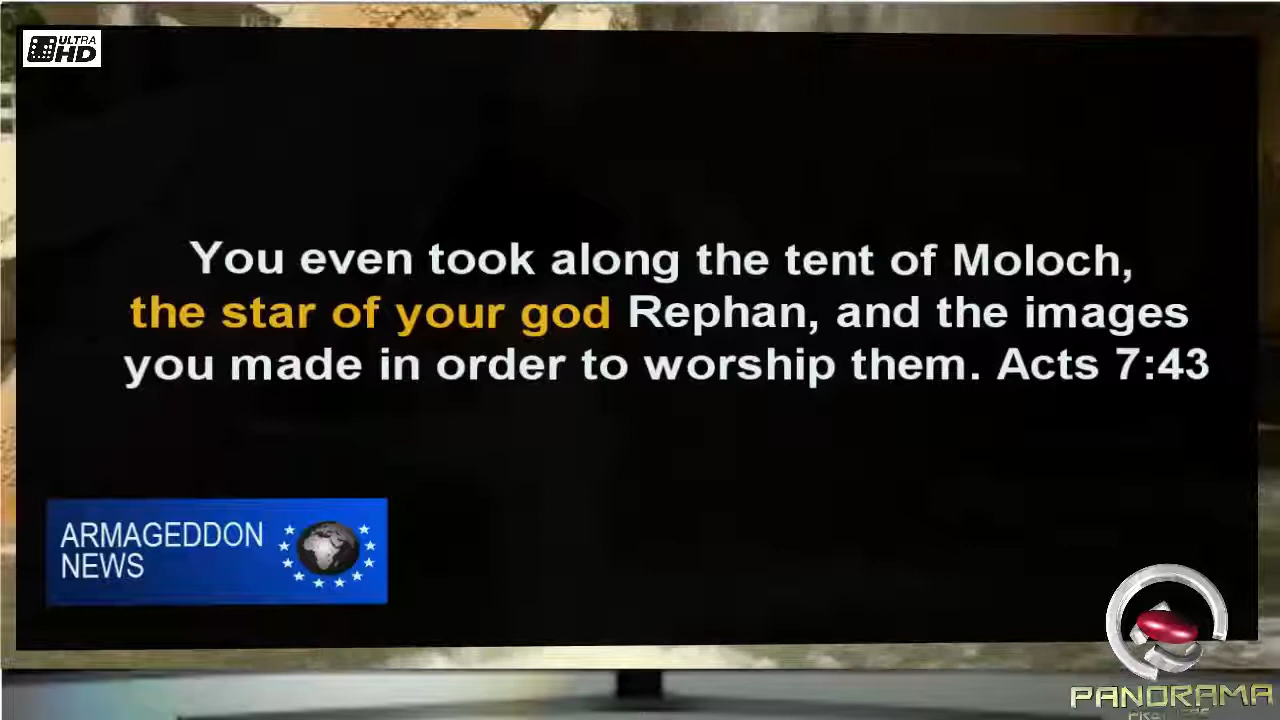 ULTRA
HD
You even took along the tent of Moloch,
the star of your god Rephan, and the images
you made in order to worship them. Acts 7:43
ARMAGEDDON
NEWS
PANORAMA